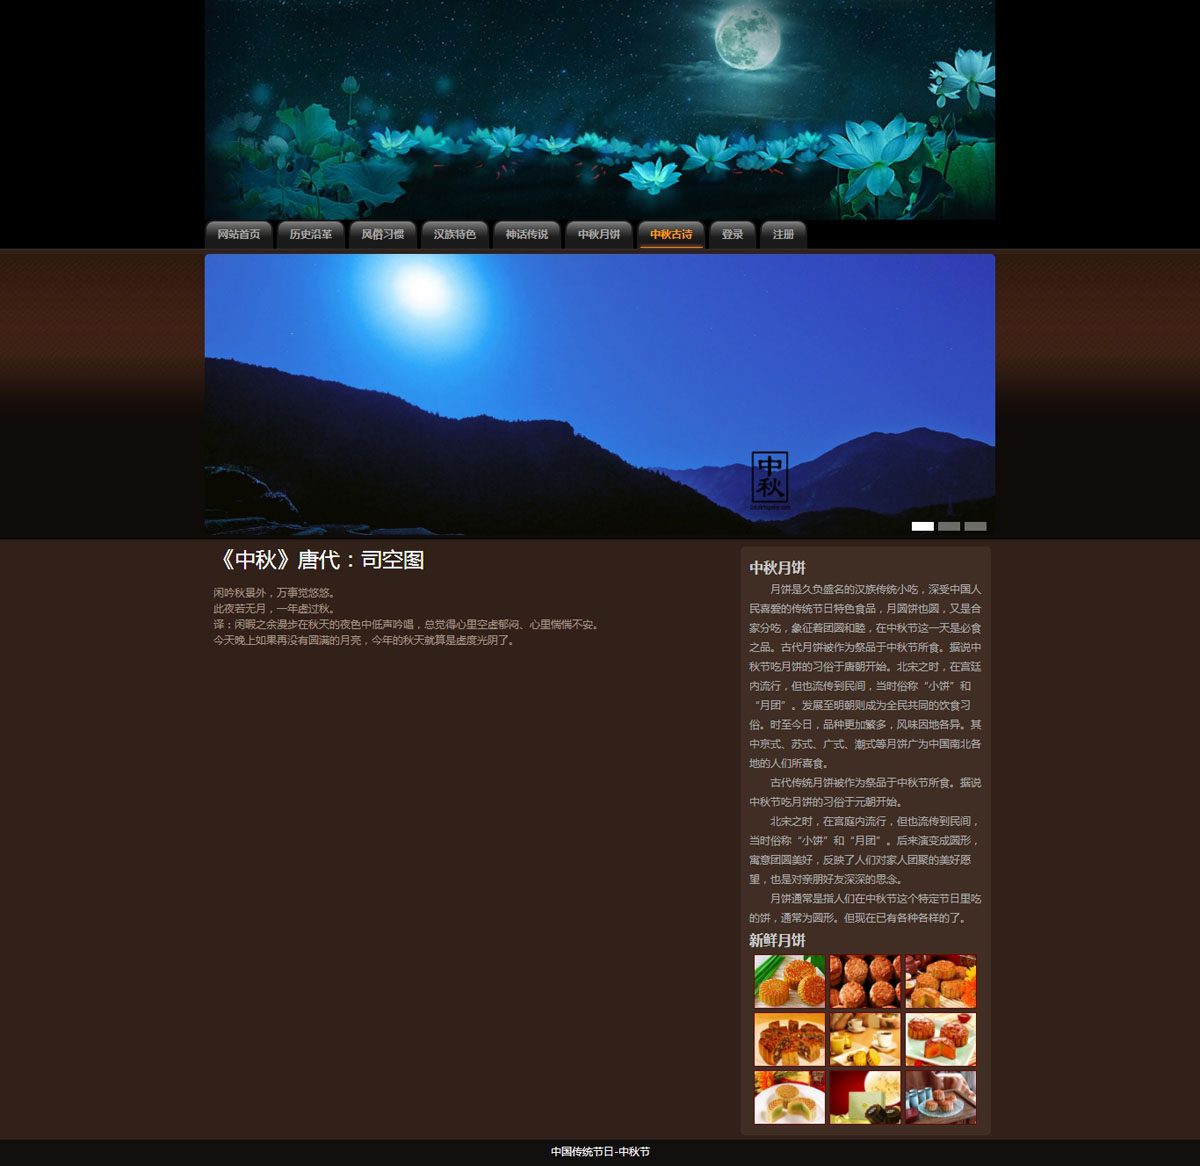 网站首页 历史沿革 风俗习惯 汉族特色 神话传说 中秋月饼 中秋古诗 登录 注册
中
秋
《中秋》唐代：司空图
闲吟秋景外，万事觉悠悠。
此夜若无月，一年虚过秋。
译：闲暇之余漫步在秋天的夜色中低声吟唱，总觉得心里空虚郁闷、心里惴惴不安。
今天晚上如果再没有圆满的月亮，今年的秋天就算是虚度光阴了。
中秋月饼
月饼是久负盛名的汉族传统小吃，深受中国人
民喜爱的传统节日特色食品，月圆饼也圆，又是合
家分吃，象征着团圆和睦，在中秋节这一天是必食
之品。古代月饼被作为祭品于中秋节所食。据说中
秋节吃月饼的习俗于唐朝开始。北宋之时，在宫廷
内流行，但也流传到民间，当时俗称“小饼”和
“月团”。发展至明朝则成为全民共同的饮食习
俗。时至今日，品种更加繁多，风味因地各异。其
中京式、苏式、广式、潮式等月饼广为中国南北各
地的人们所喜食。
古代传统月饼被作为祭品于中秋节所食。据说
中秋节吃月饼的习俗于元朝开始。
北宋之时，在宫庭内流行，但也流传到民间，
当时俗称“小饼”和“月团”。后来演变成圆形，
寓意团圆美好，反映了人们对家人团聚的美好愿
望，也是对亲朋好友深深的思念。
月饼通常是指人们在中秋节这个特定节日里吃
的饼，通常为圆形。但现在已有各种各样的了。
新鲜月饼
中国传统节日-中秋节